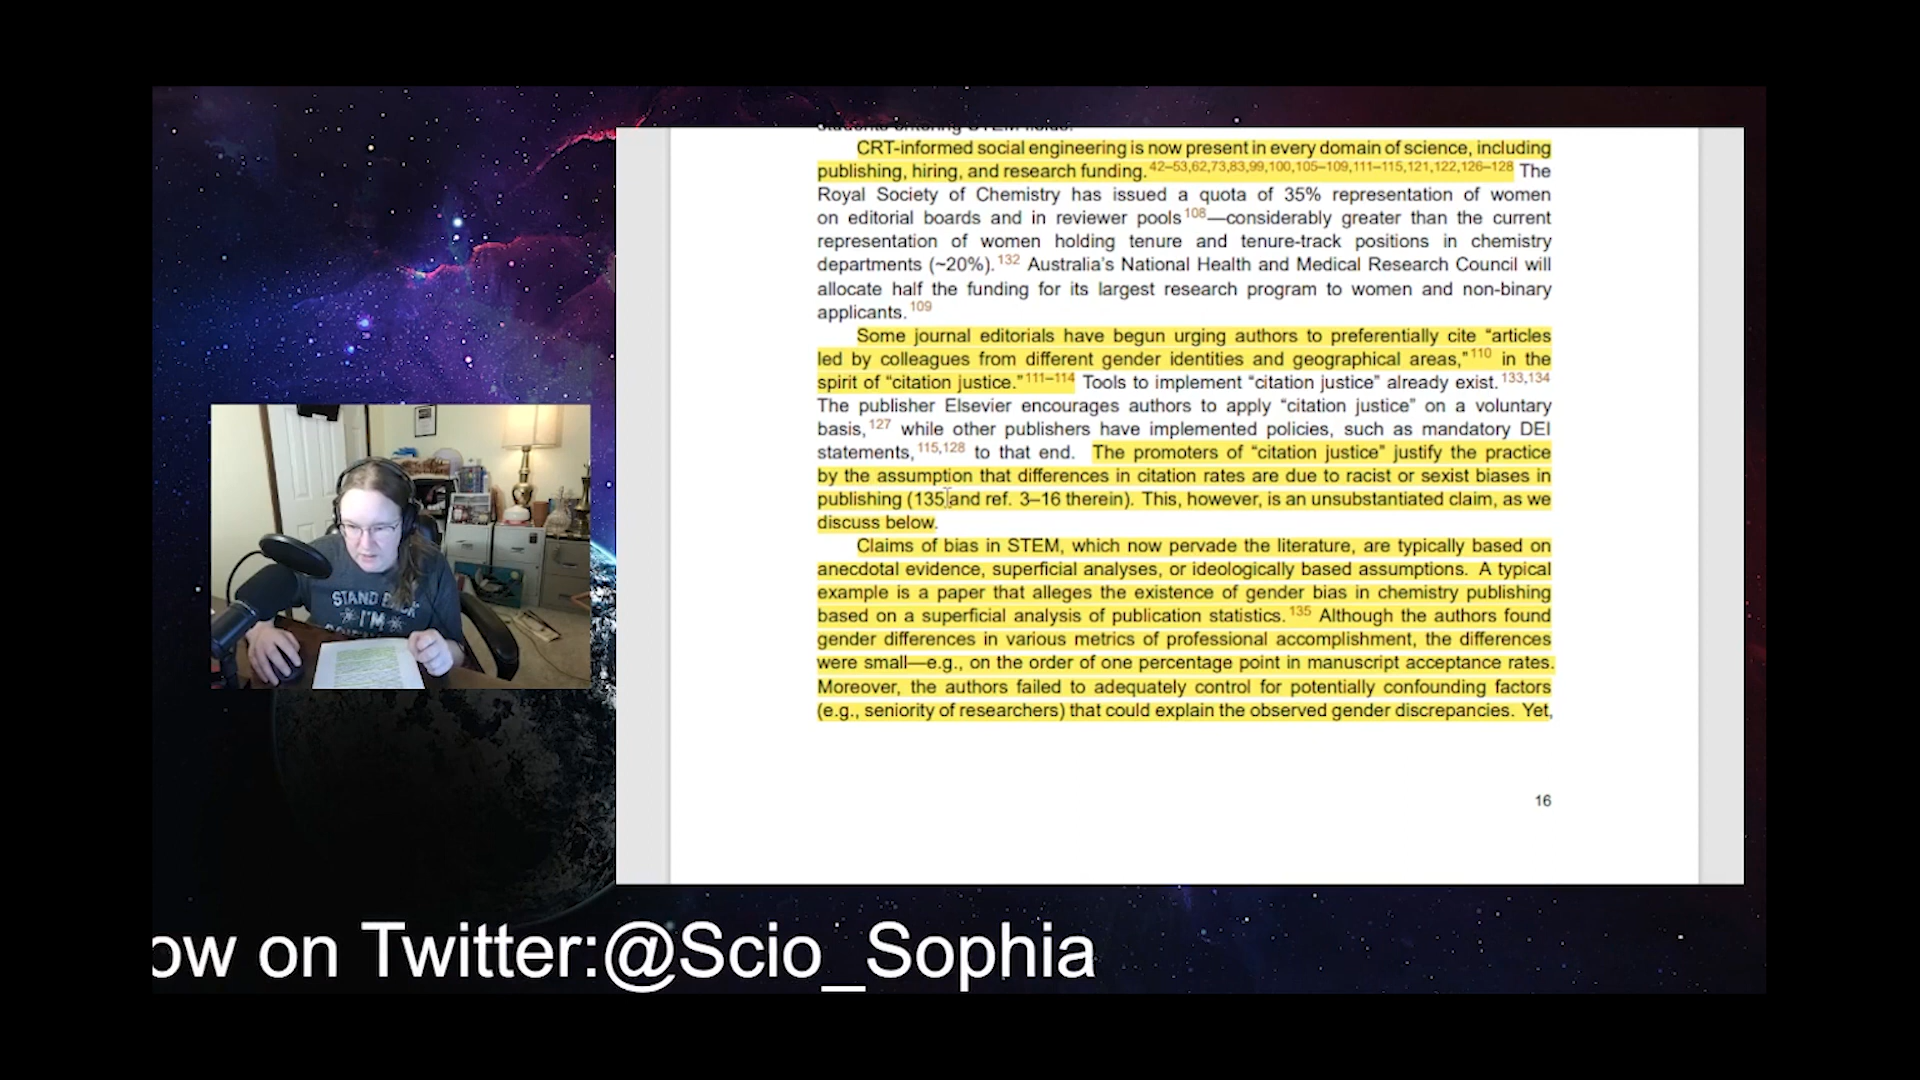 students entering STEM fields.
CRT-informed social engineering is now present in every domain of science, including
publishing, hiring, and research funding.42–53,62,73,83,99,100,105–109,111–115,121,122,126–128 The
Royal Society of Chemistry has issued a quota of 35% representation of women
on editorial boards and in reviewer pools108—considerably greater than the current
representation of women holding tenure and tenure-track positions in chemistry
departments (~20%).132 Australia's National Health and Medical Research Council will
allocate half the funding for its largest research program to women and non-binary
applicants.109
Some journal editorials have begun urging authors to preferentially cite “articles
led by colleagues from different gender identities and geographical areas,”110 in the
spirit of “citation justice.”111–114 Tools to implement “citation justice” already exist.133,134
The publisher Elsevier encourages authors to apply “citation justice” on a voluntary
basis,127 while other publishers have implemented policies, such as mandatory DEI
statements,115,128 to that end. The promoters of “citation justice” justify the practice
by the assumption that differences in citation rates are due to racist or sexist biases in
publishing (135 and ref. 3–16 therein). This, however, is an unsubstantiated claim, as we
discuss below.
Claims of bias in STEM, which now pervade the literature, are typically based on
anecdotal evidence, superficial analyses, or ideologically based assumptions. A typical
example is a paper that alleges the existence of gender bias in chemistry publishing
based on a superficial analysis of publication statistics.135 Although the authors found
gender differences in various metrics of professional accomplishment, the differences
were small—e.g., on the order of one percentage point in manuscript acceptance rates.
Moreover, the authors failed to adequately control for potentially confounding factors
(e.g., seniority of researchers) that could explain the observed gender discrepancies. Yet,
16
STAND BACK
I'M
ow on Twitter:@Scio_Sophia